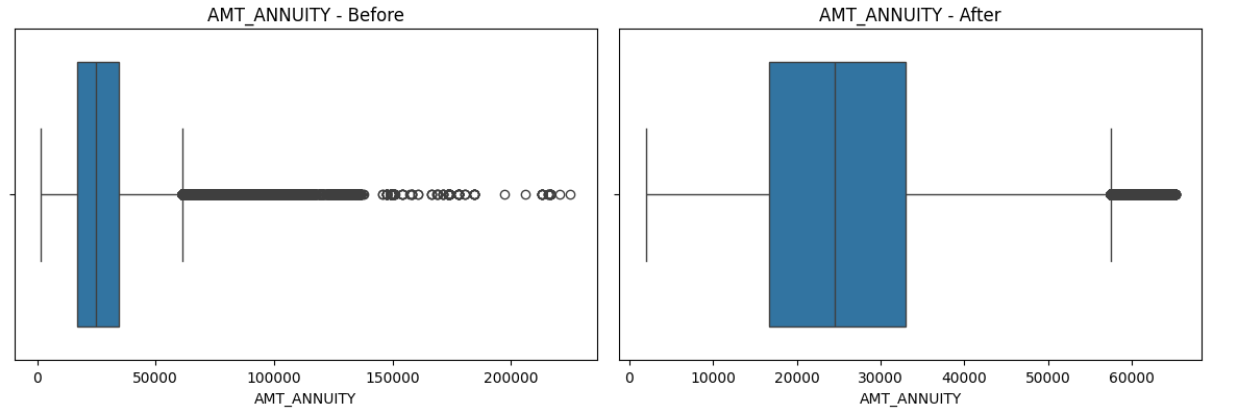 AMT_ANNUITY - Before
0 50000 100000 150000 200000
AMT_ANNUITY
AMT_ANNUITY - After
0 10000 20000 30000 40000 50000 60000
AMT_ANNUITY